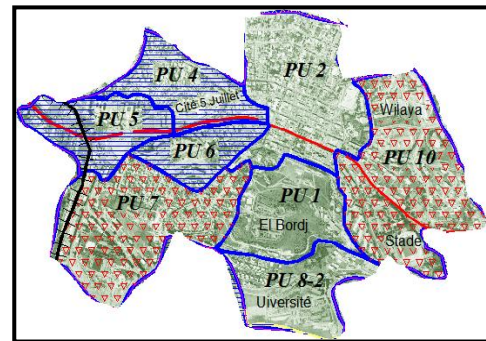 PU 4
PU 2
Cité 5 Juillet
Wilaya
PU 5
PU 6
PU 10
PU 7
PU 1
El Bordj
Stade
PU 8-2
Uiversité